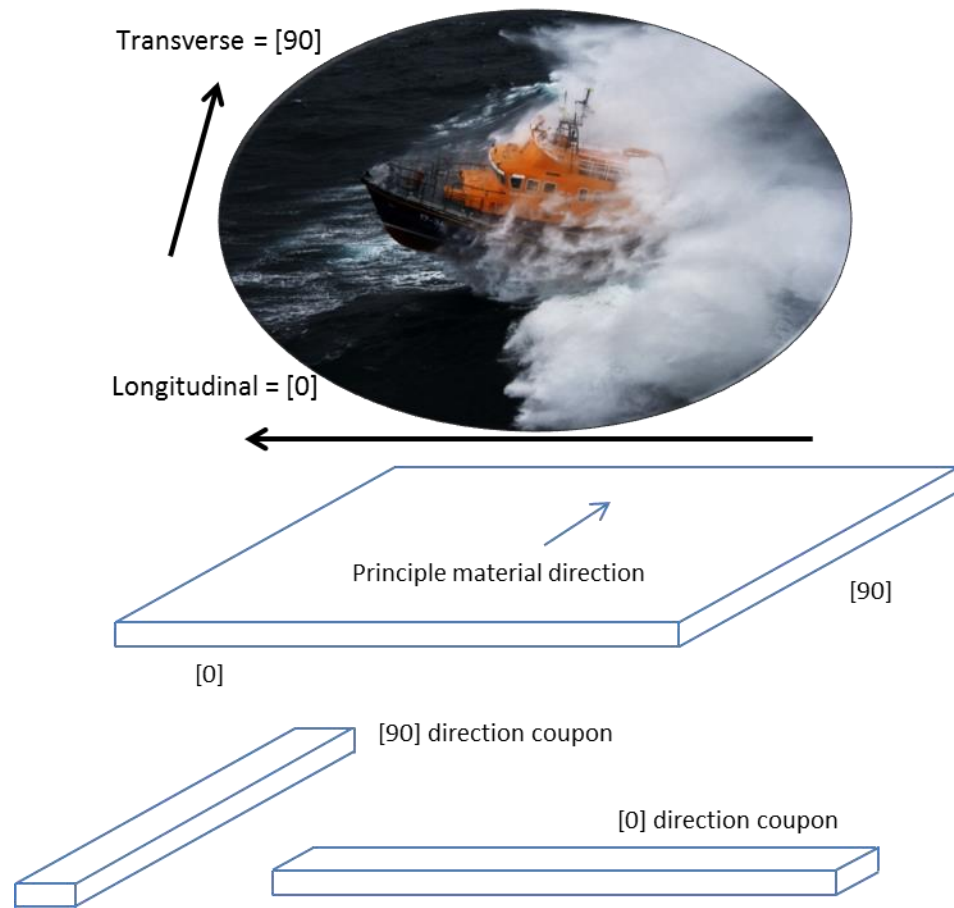 Transverse = [90]
Longitudinal = [0]
Principle material direction
[90]
[0]
[90] direction coupon
[0] direction coupon